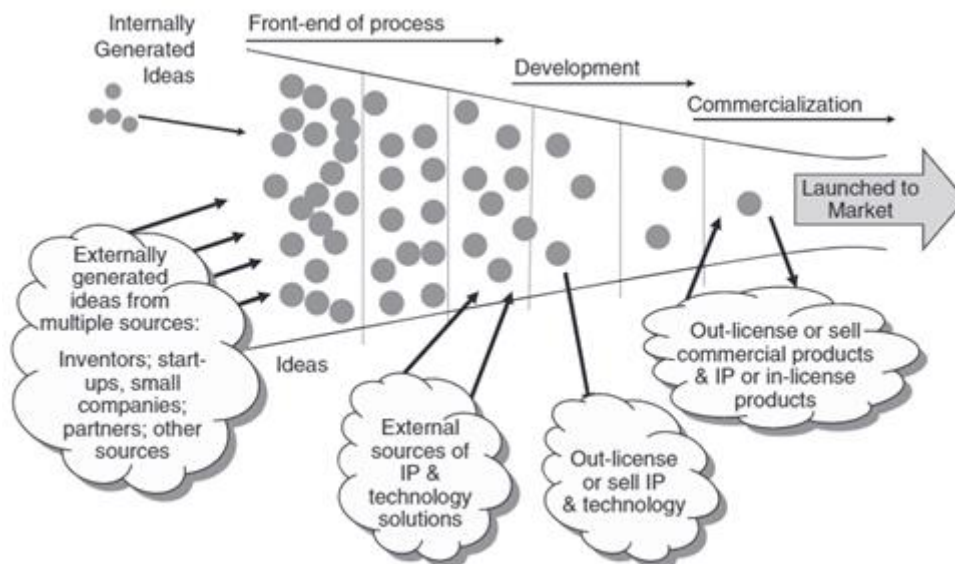 Internally
Generated
Ideas
Front-end of process
Development
Commercialization
Launched to
Market
Externally
generated
ideas from
multiple sources:
Inventors; start-
ups, small
companies;
partners; other
sources
Ideas
External
sources of
IP &
technology
solutions
Out-license
or sell IP
& technology
Out-license or sell
commercial products
& IP or in-license
products